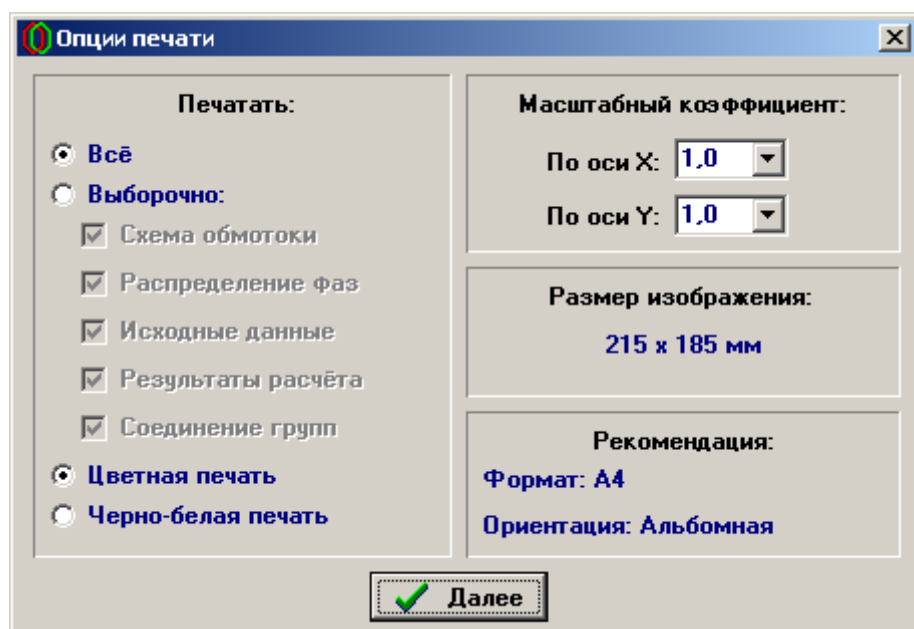 Опции печати
Печатать:
Всё
Выборочно:
Схема обмотоки
Распределение фаз
Исходные данные
Результаты расчёта
Соединение групп
Цветная печать
Черно-белая печать
Масштабный коэффициент:
По оси X: 1,0
По оси Y: 1,0
Размер изображения:
215 x 185 мм
Рекомендация:
Формат: A4
Ориентация: Альбомная
Далее